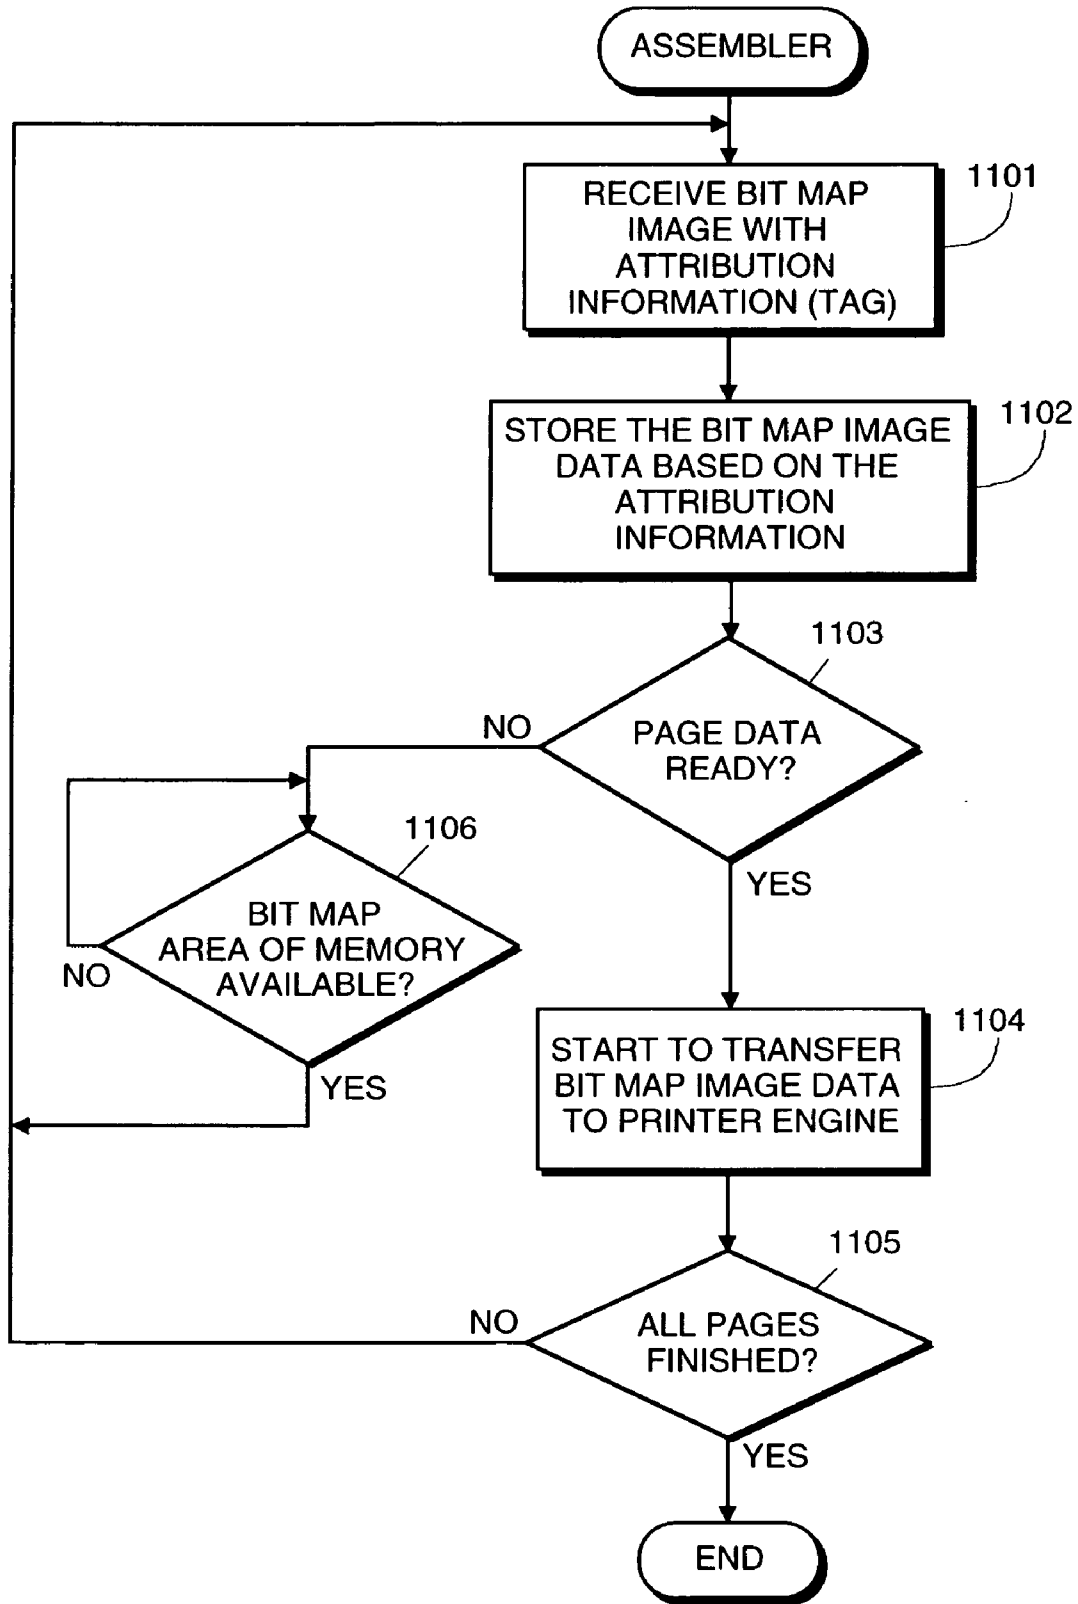 ASSEMBLER
1101
RECEIVE BIT MAP
IMAGE WITH
ATTRIBUTION
INFORMATION (TAG)
1102
STORE THE BIT MAP IMAGE
DATA BASED ON THE
ATTRIBUTION
INFORMATION
1103
NO
PAGE DATA
READY?
YES
1106
BIT MAP
AREA OF MEMORY
AVAILABLE?
NO
YES
1104
START TO TRANSFER
BIT MAP IMAGE DATA
TO PRINTER ENGINE
1105
NO
ALL PAGES
FINISHED?
YES
END